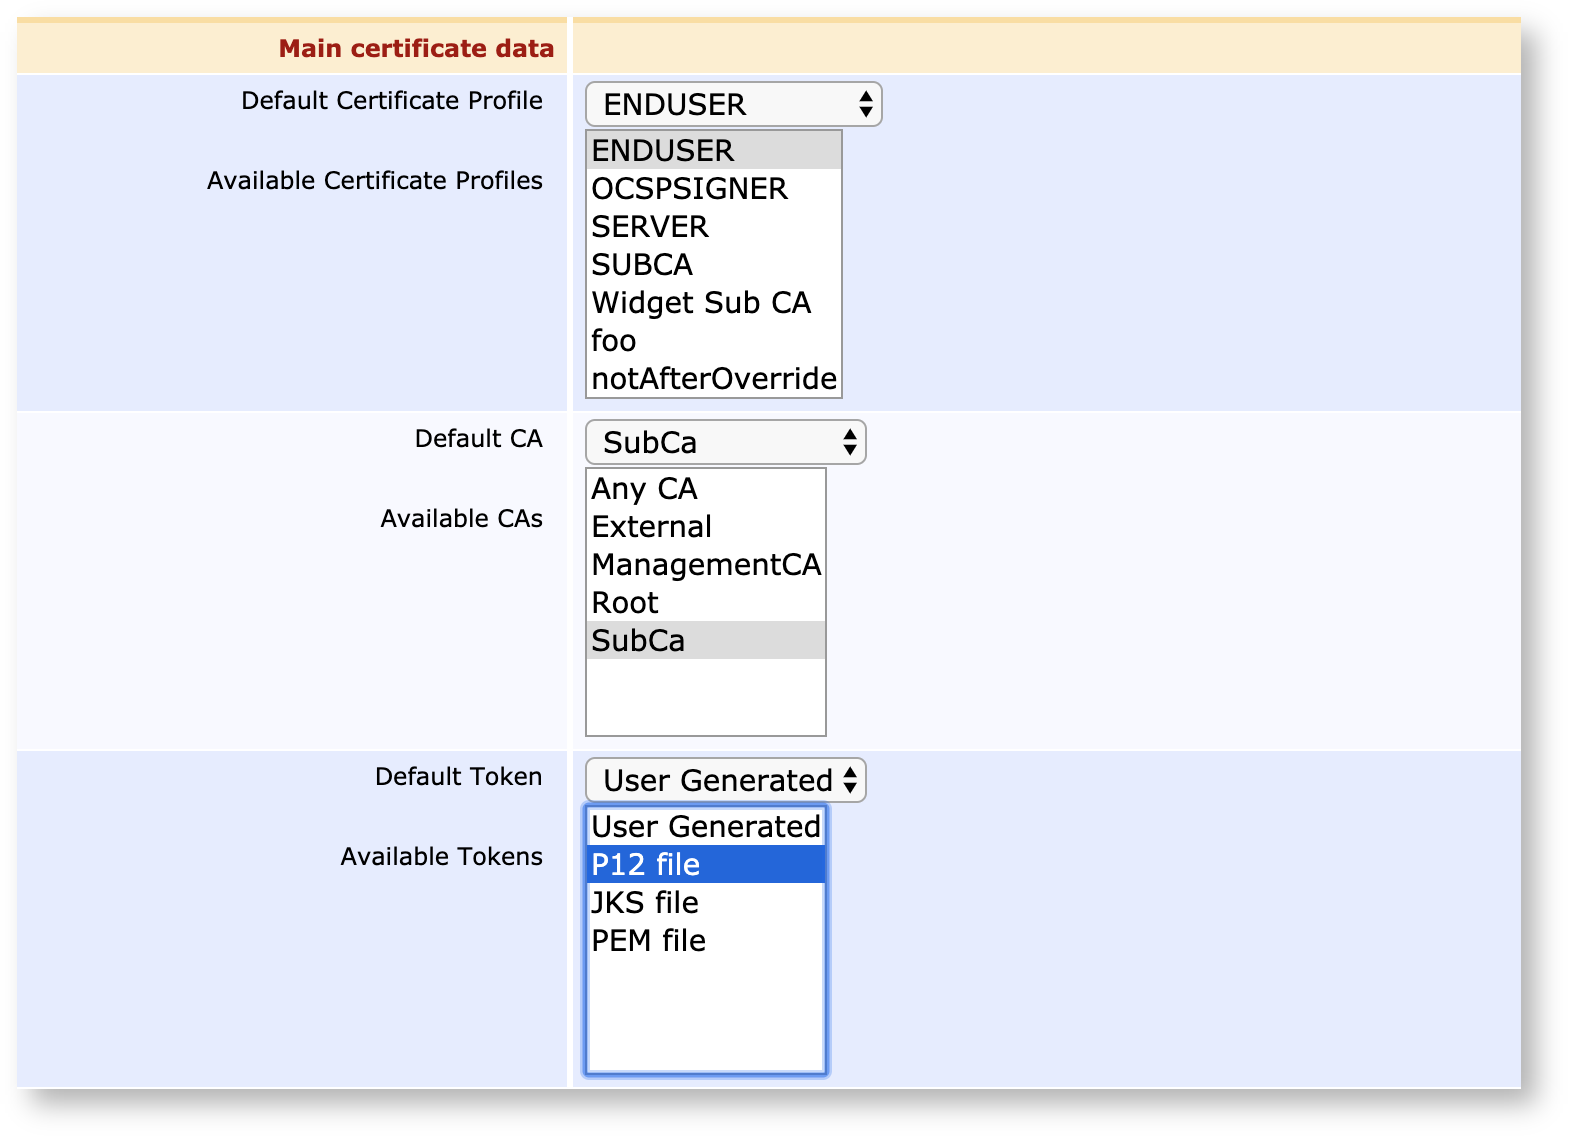 Main certificate data
Default Certificate Profile
ENDUSER
Available Certificate Profiles
ENDUSER
OCSPSIGNER
SERVER
SUBCA
Widget Sub CA
foo
notAfterOverride
Default CA
SubCa
Available CAs
Any CA
External
ManagementCA
Root
SubCa
Default Token
User Generated
Available Tokens
User Generated
P12 file
JKS file
PEM file